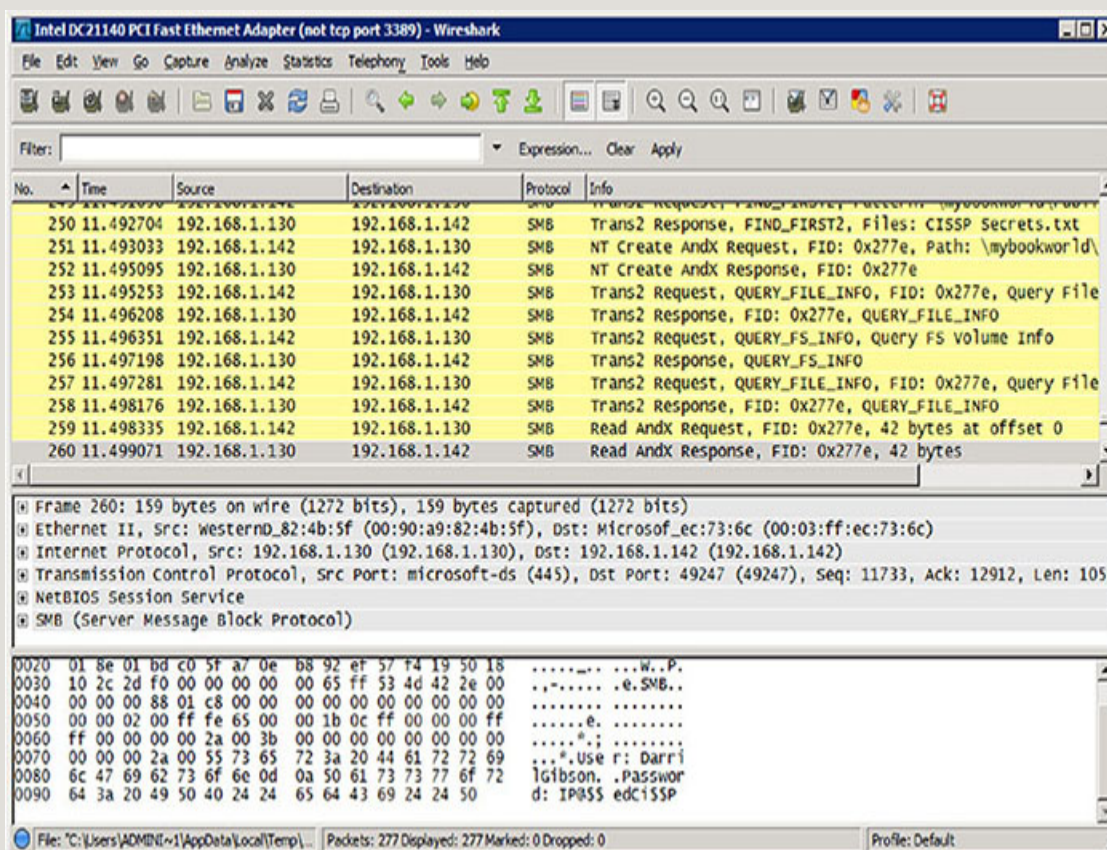 Intel DC21140 PCI Fast Ethernet Adapter (not tcp port 3389) - Wireshark
File Edit View Go Capture Analyze Statistics Telephony Tools Help
Filter: Expression... Clear Apply
No. Time Source Destination Protocol Info
250 11.492704 192.168.1.130 192.168.1.142 SMB Trans2 Response, FIND_FIRST2, Files: CISSP Secrets.txt
251 11.493033 192.168.1.142 192.168.1.130 SMB NT Create AndX Request, FID: 0x277e, Path: \mybookworld\
252 11.495095 192.168.1.130 192.168.1.142 SMB NT Create AndX Response, FID: 0x277e
253 11.495253 192.168.1.142 192.168.1.130 SMB Trans2 Request, QUERY_FILE_INFO, FID: 0x277e, Query File
254 11.496208 192.168.1.130 192.168.1.142 SMB Trans2 Response, FID: 0x277e, QUERY_FILE_INFO
255 11.496351 192.168.1.142 192.168.1.130 SMB Trans2 Request, QUERY_FS_INFO, Query FS Volume Info
256 11.497198 192.168.1.130 192.168.1.142 SMB Trans2 Response, QUERY_FS_INFO
257 11.497281 192.168.1.142 192.168.1.130 SMB Trans2 Request, QUERY_FILE_INFO, FID: 0x277e, Query File
258 11.498176 192.168.1.130 192.168.1.142 SMB Trans2 Response, FID: 0x277e, QUERY_FILE_INFO
259 11.498335 192.168.1.142 192.168.1.130 SMB Read AndX Request, FID: 0x277e, 42 bytes at offset 0
260 11.499071 192.168.1.130 192.168.1.142 SMB Read AndX Response, FID: 0x277e, 42 bytes
Frame 260: 159 bytes on wire (1272 bits), 159 bytes captured (1272 bits)
Ethernet II, Src: WesternD_82:4b:5f (00:90:a9:82:4b:5f), Dst: Microsof_ec:73:6c (00:03:ff:ec:73:6c)
Internet Protocol, Src: 192.168.1.130 (192.168.1.130), Dst: 192.168.1.142 (192.168.1.142)
Transmission Control Protocol, Src Port: microsoft-ds (445), Dst Port: 49247 (49247), Seq: 11733, Ack: 12912, Len: 105
NetBIOS Session Service
SMB (Server Message Block Protocol)
0020 01 8e 01 bd c0 5f a7 0e b8 92 ef 57 f4 19 50 18 ....._.. ...W..P.
0030 10 2c 2d f0 00 00 00 00 00 65 ff 53 4d 42 2e 00 .,-..... .e.SMB..
0040 00 00 00 88 01 c8 00 00 00 00 00 00 00 00 00 00 ........ ........
0050 00 00 02 00 ff fe 65 00 00 1b 0c ff 00 00 00 ff ......e. ........
0060 ff 00 00 00 00 2a 00 3b 00 00 00 00 00 00 00 00 .....*.; ........
0070 00 00 00 2a 00 55 73 65 72 3a 20 44 61 72 72 69 ...*.Use r: Darri
0080 6c 47 69 62 73 6f 6e 0d 0a 50 61 73 73 77 6f 72 lGibson. .Passwor
0090 64 3a 20 49 50 40 24 24 65 64 43 69 24 24 50 d: IP@$$ edCi$$P
File: "C:\Users\ADMINI~1\AppData\Local\Temp\... Packets: 277 Displayed: 277 Marked: 0 Dropped: 0 Profile: Default